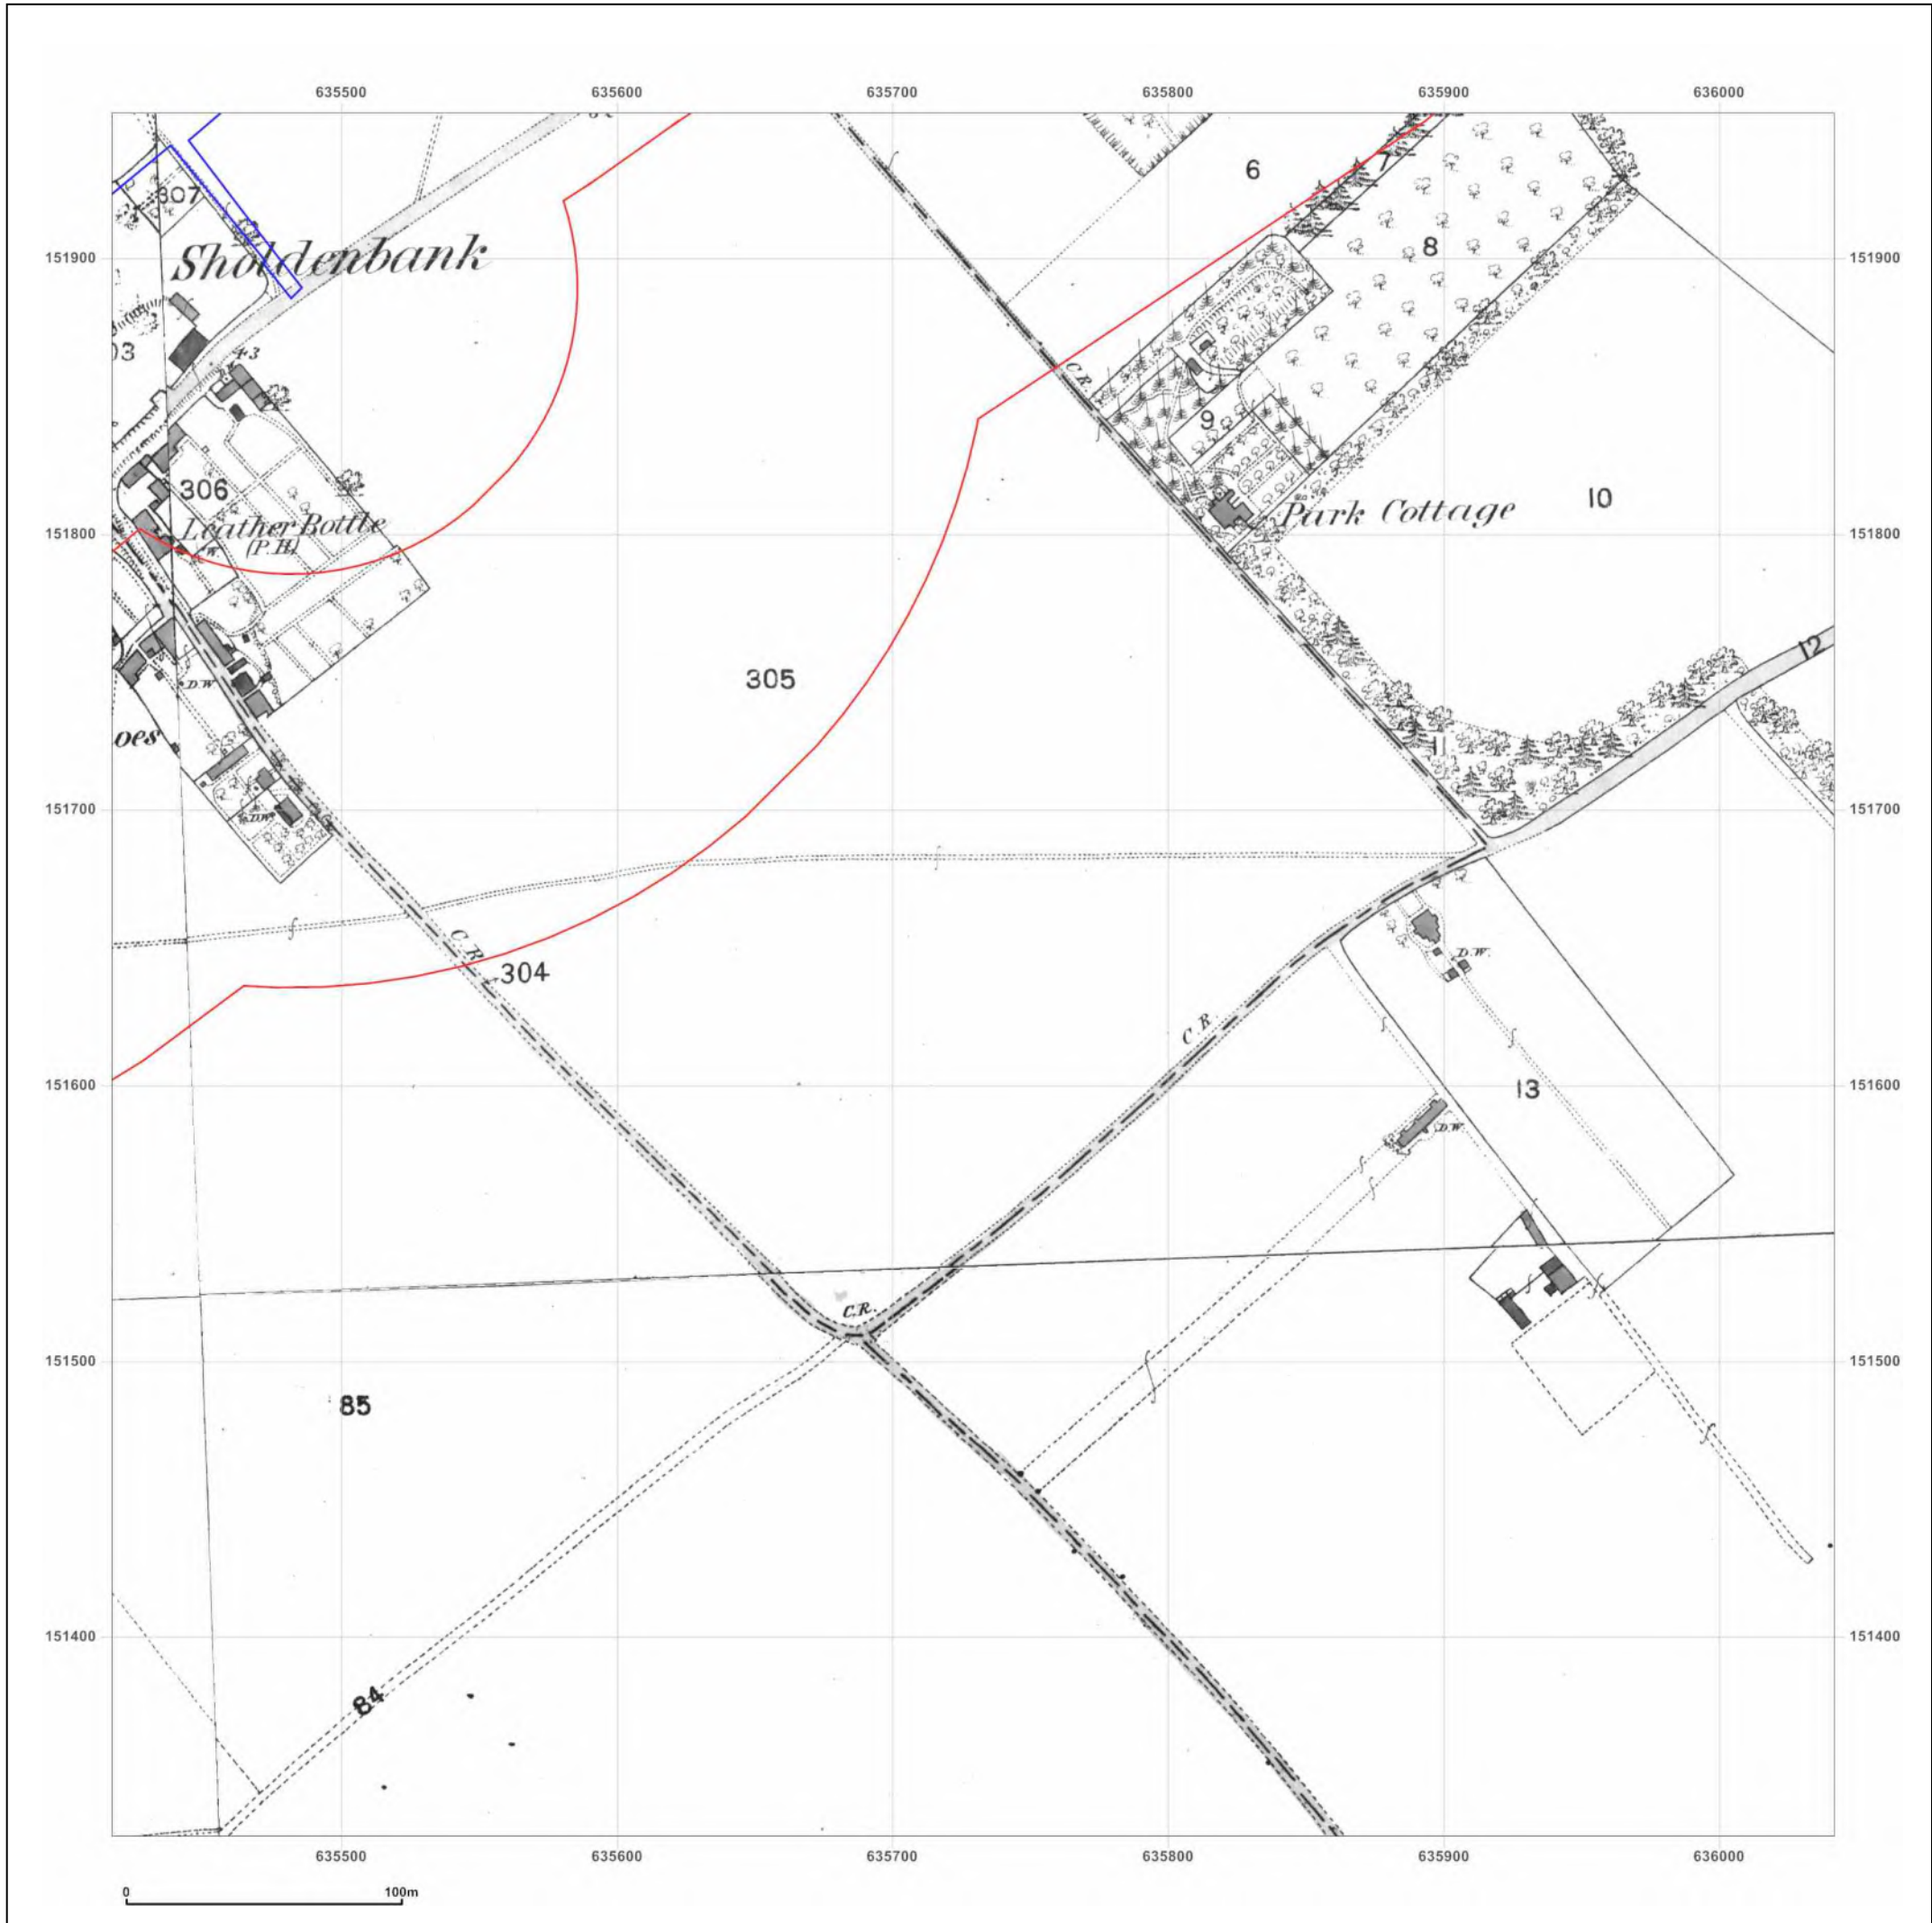 635500 635600 635700 635800 635900 636000
6
7
307
8
151900 Sholdenbank 151900
03
43
C.R.
9
306
10
Park Cottage
Leather Bottle
151800 (P.H) 151800
W.
12
305
D.W.
oes
11
151700 151700
D.W.
C.R.
D.W.
304
C.R.
151600 13 151600
D.W.
C.R.
151500 151500
85
151400 151400
84
635500 635600 635700 635800 635900 636000
0 100m